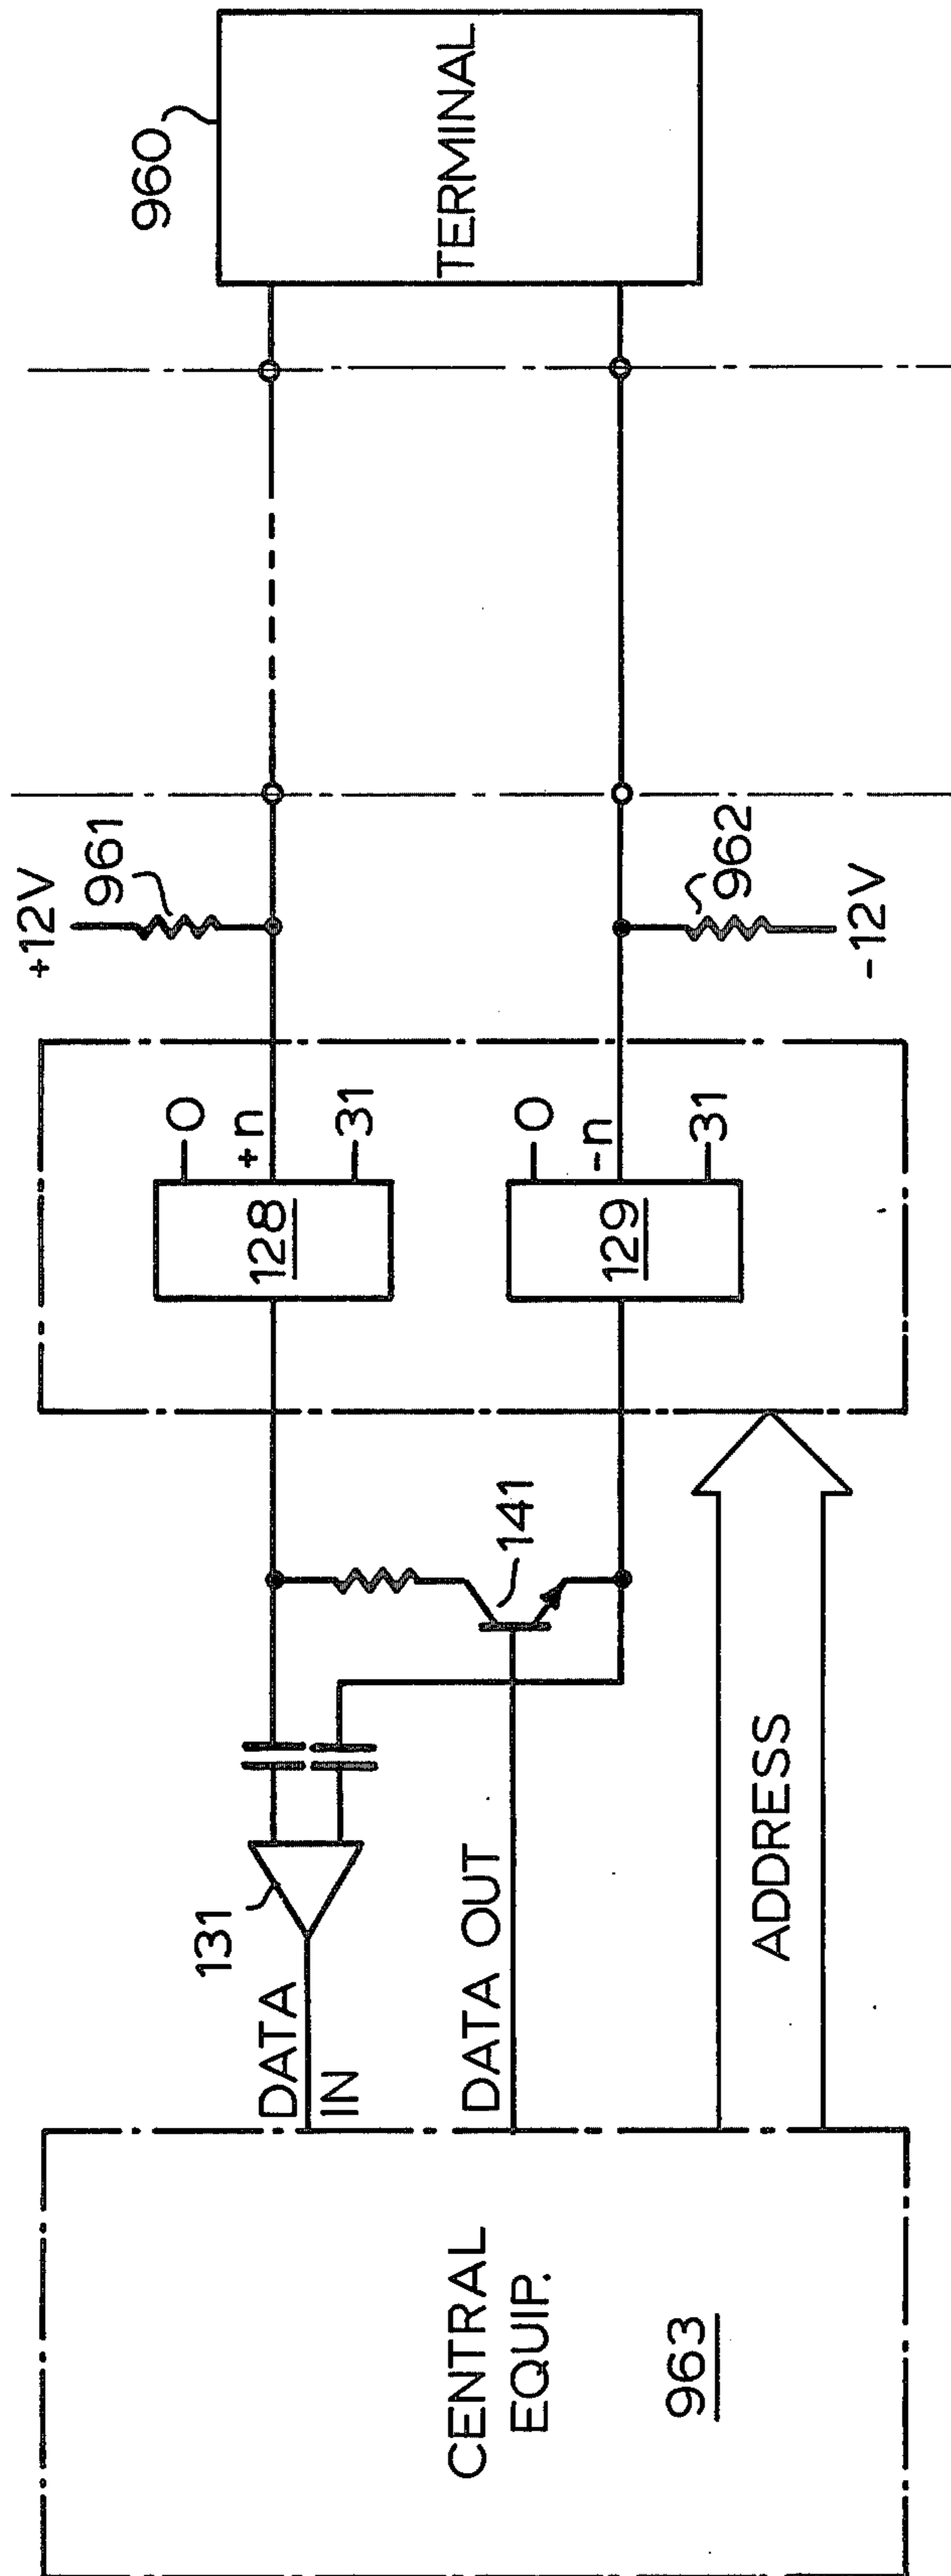 CENTRAL
EQUIP.
963
DATA
IN
DATA OUT
ADDRESS
131
141
128
129
0
+n
31
0
-n
31
+12V
961
962
-12V
960
TERMINAL